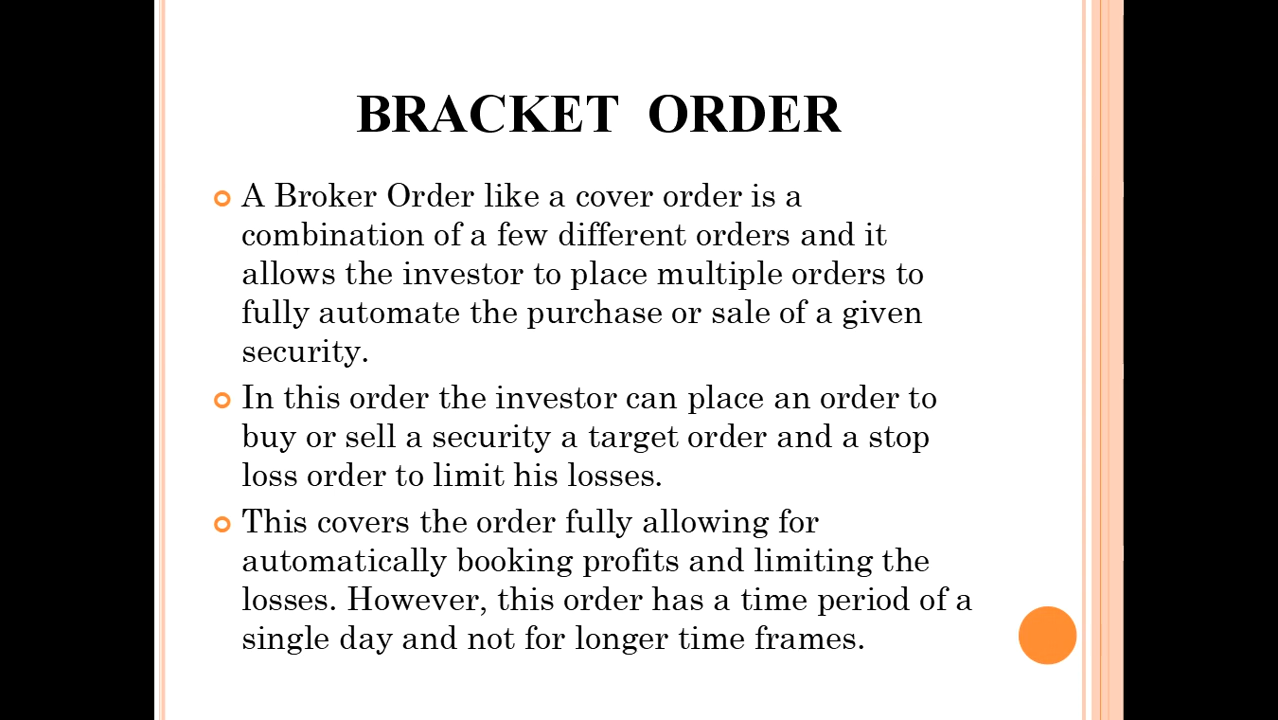 BRACKET ORDER
A Broker Order like a cover order is a
combination of a few different orders and it
allows the investor to place multiple orders to
fully automate the purchase or sale of a given
security.
In this order the investor can place an order to
buy or sell a security a target order and a stop
loss order to limit his losses.
This covers the order fully allowing for
automatically booking profits and limiting the
losses. However, this order has a time period of a
single day and not for longer time frames.